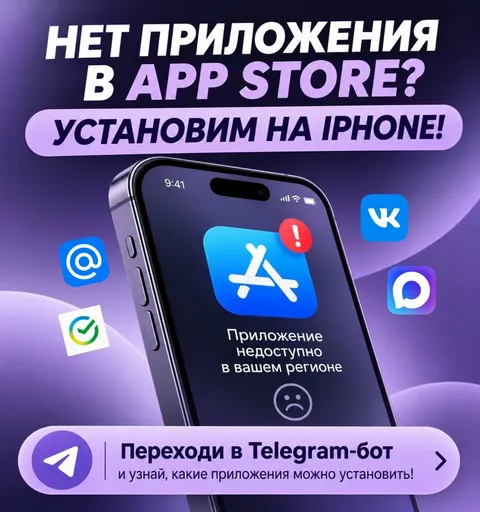 НЕТ ПРИЛОЖЕНИЯ
В APP STORE?
УСТАНОВИМ НА IPHONE!
9:41
Приложение
недоступно
в вашем регионе
Переходи в Telegram-бот
и узнай, какие приложения можно установить!